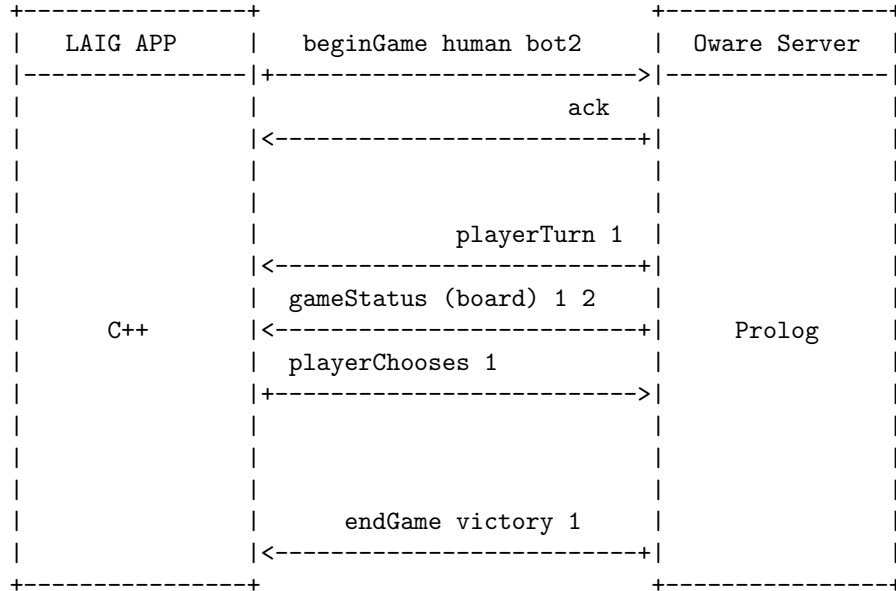 LAIG APP beginGame human bot2 Oware Server
ack
playerTurn 1
gameStatus (board) 1 2
C++ Prolog
playerChooses 1
endGame victory 1